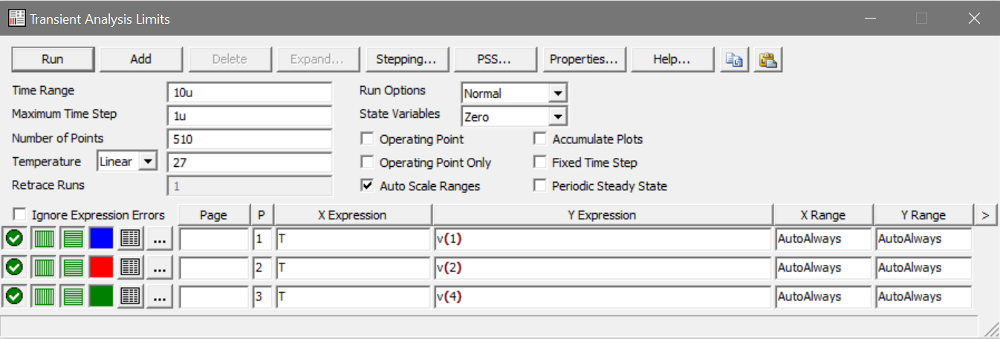 Transient Analysis Limits
Run Add Delete Expand... Stepping... PSS... Properties... Help...
Time Range 10u Run Options Normal
Maximum Time Step 1u State Variables Zero
Number of Points 510 Operating Point Accumulate Plots
Temperature Linear 27 Operating Point Only Fixed Time Step
Retrace Runs 1 Auto Scale Ranges Periodic Steady State
Ignore Expression Errors Page P X Expression Y Expression X Range Y Range >
... 1 T v(1) AutoAlways AutoAlways
... 2 T v(2) AutoAlways AutoAlways
... 3 T v(4) AutoAlways AutoAlways